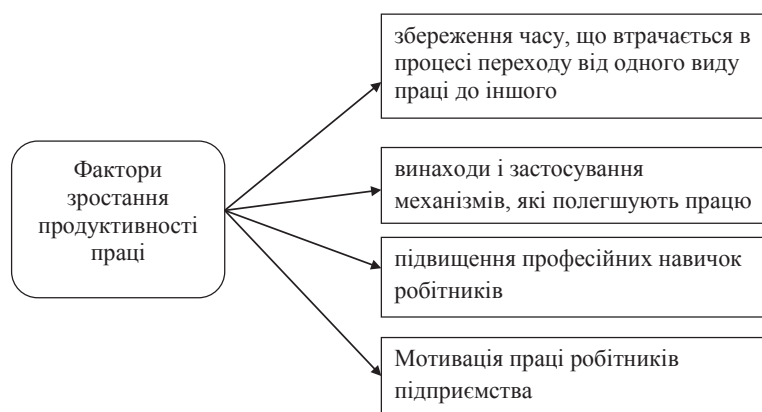 збереження часу, що втрачається в
процесі переходу від одного виду
праці до іншого
Фактори
зростання
продуктивності
праці
винаходи і застосування
механізмів, які полегшують працю
підвищення професійних навичок
робітників
Мотивація праці робітників
підприємства